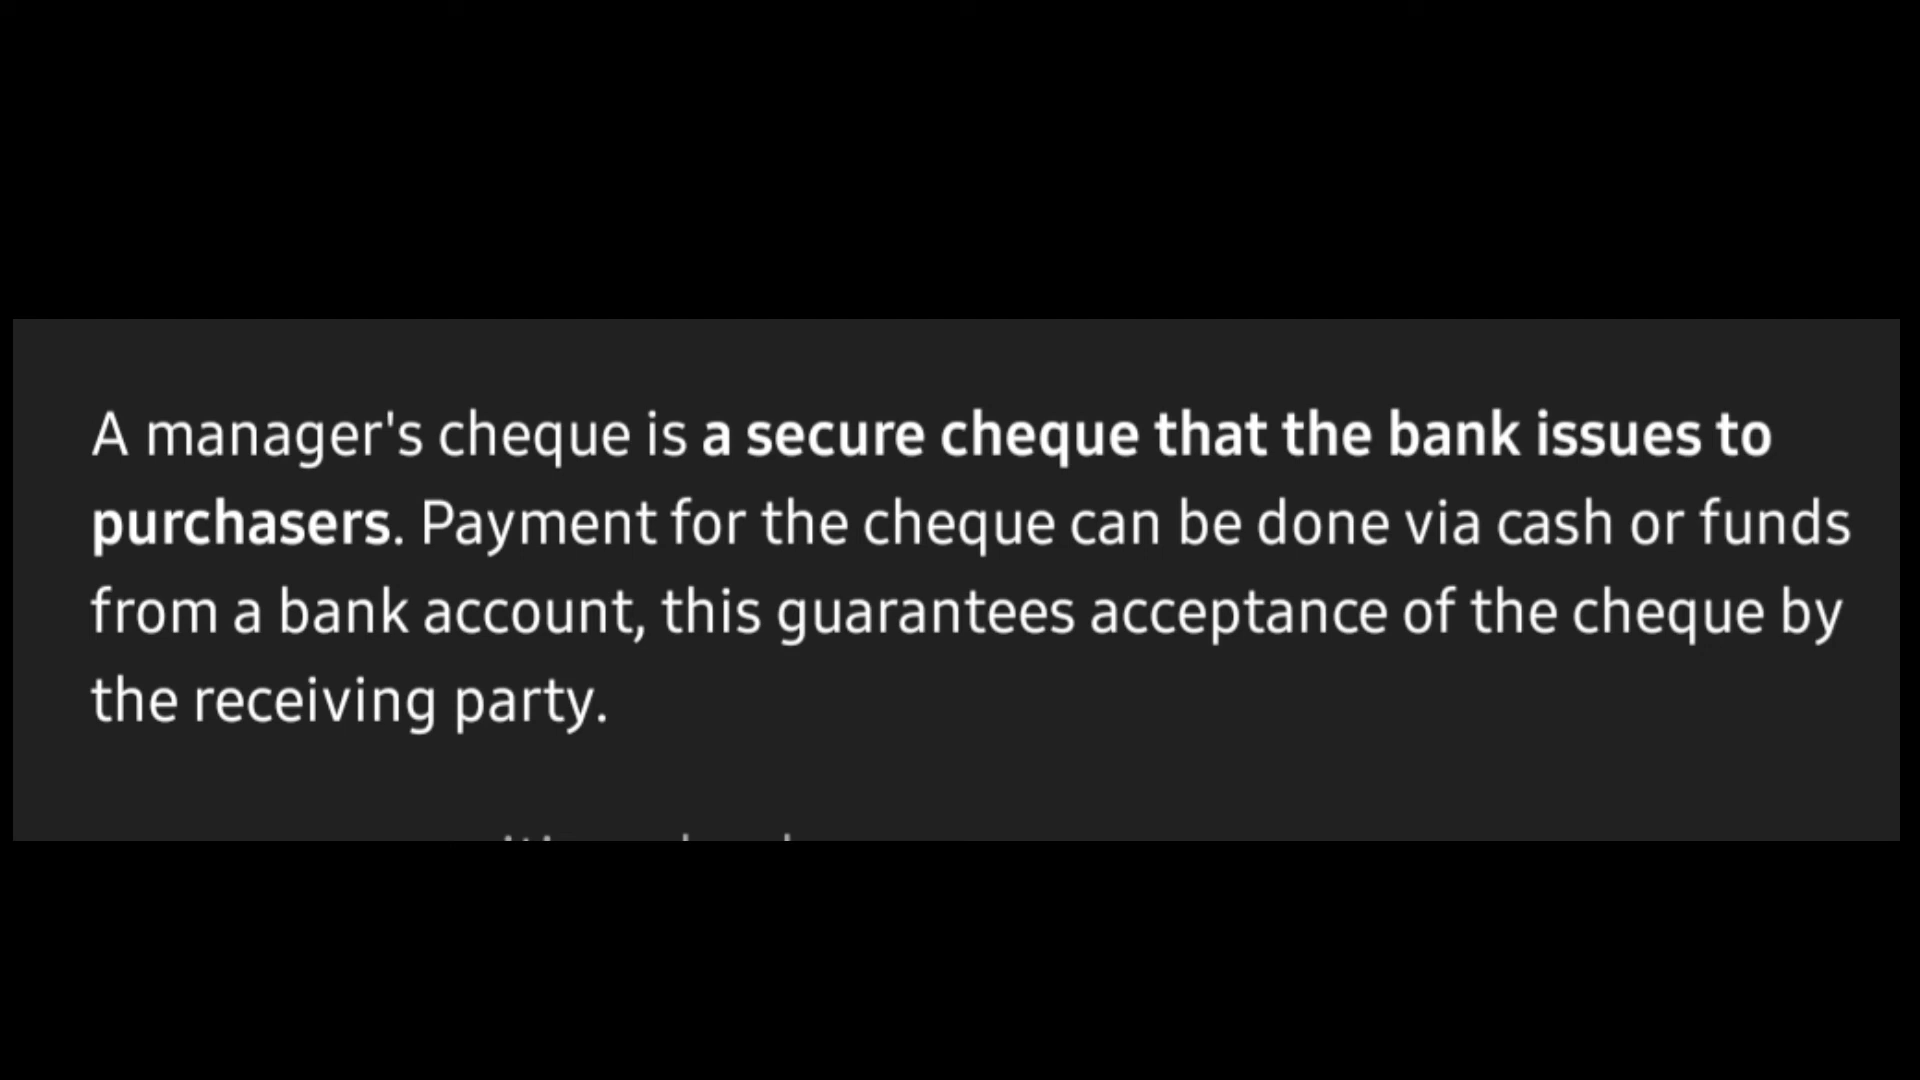 A manager's cheque is a secure cheque that the bank issues to
purchasers. Payment for the cheque can be done via cash or funds
from a bank account, this guarantees acceptance of the cheque by
the receiving party.